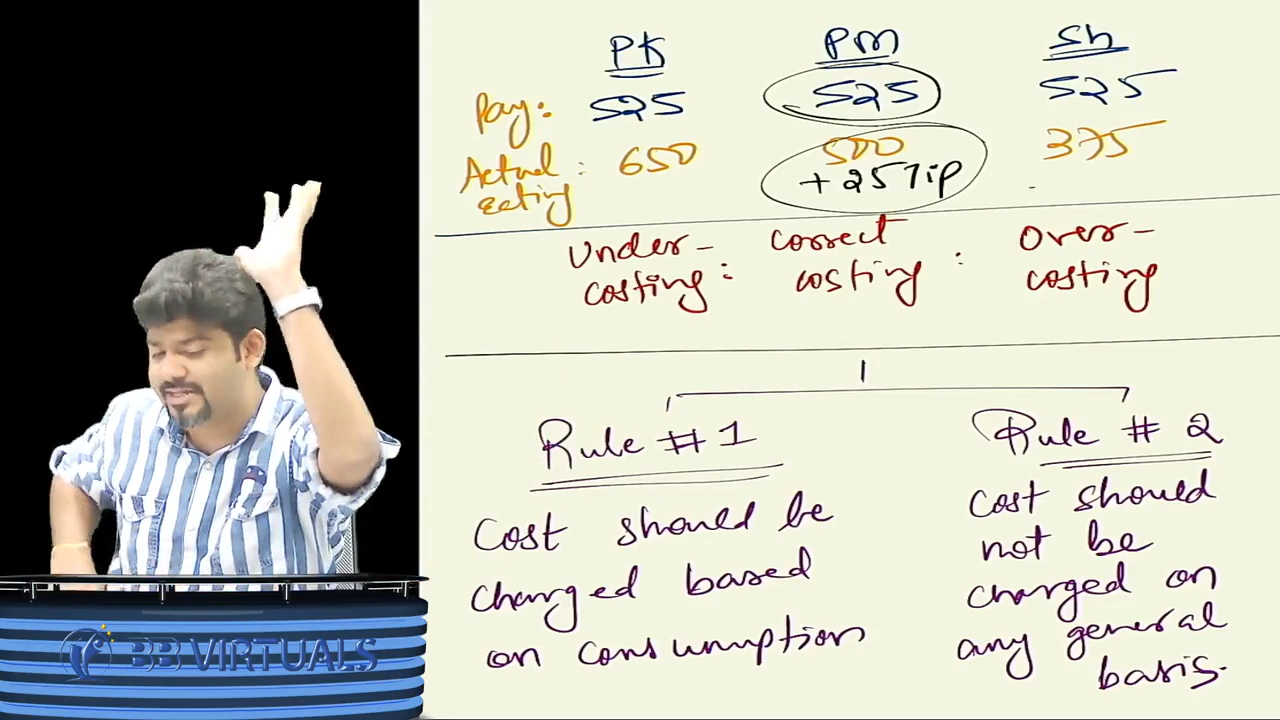 PK PM Sh
Pay: 525 525 525
Actual Eating : 650 500 +25 Tip 375
Under-costing : Correct costing : Over-costing
Rule #1
Cost should be
charged based
on consumption
Rule # 2
Cost should
not be
charged on
any general
basis.
BB VIRTUALS